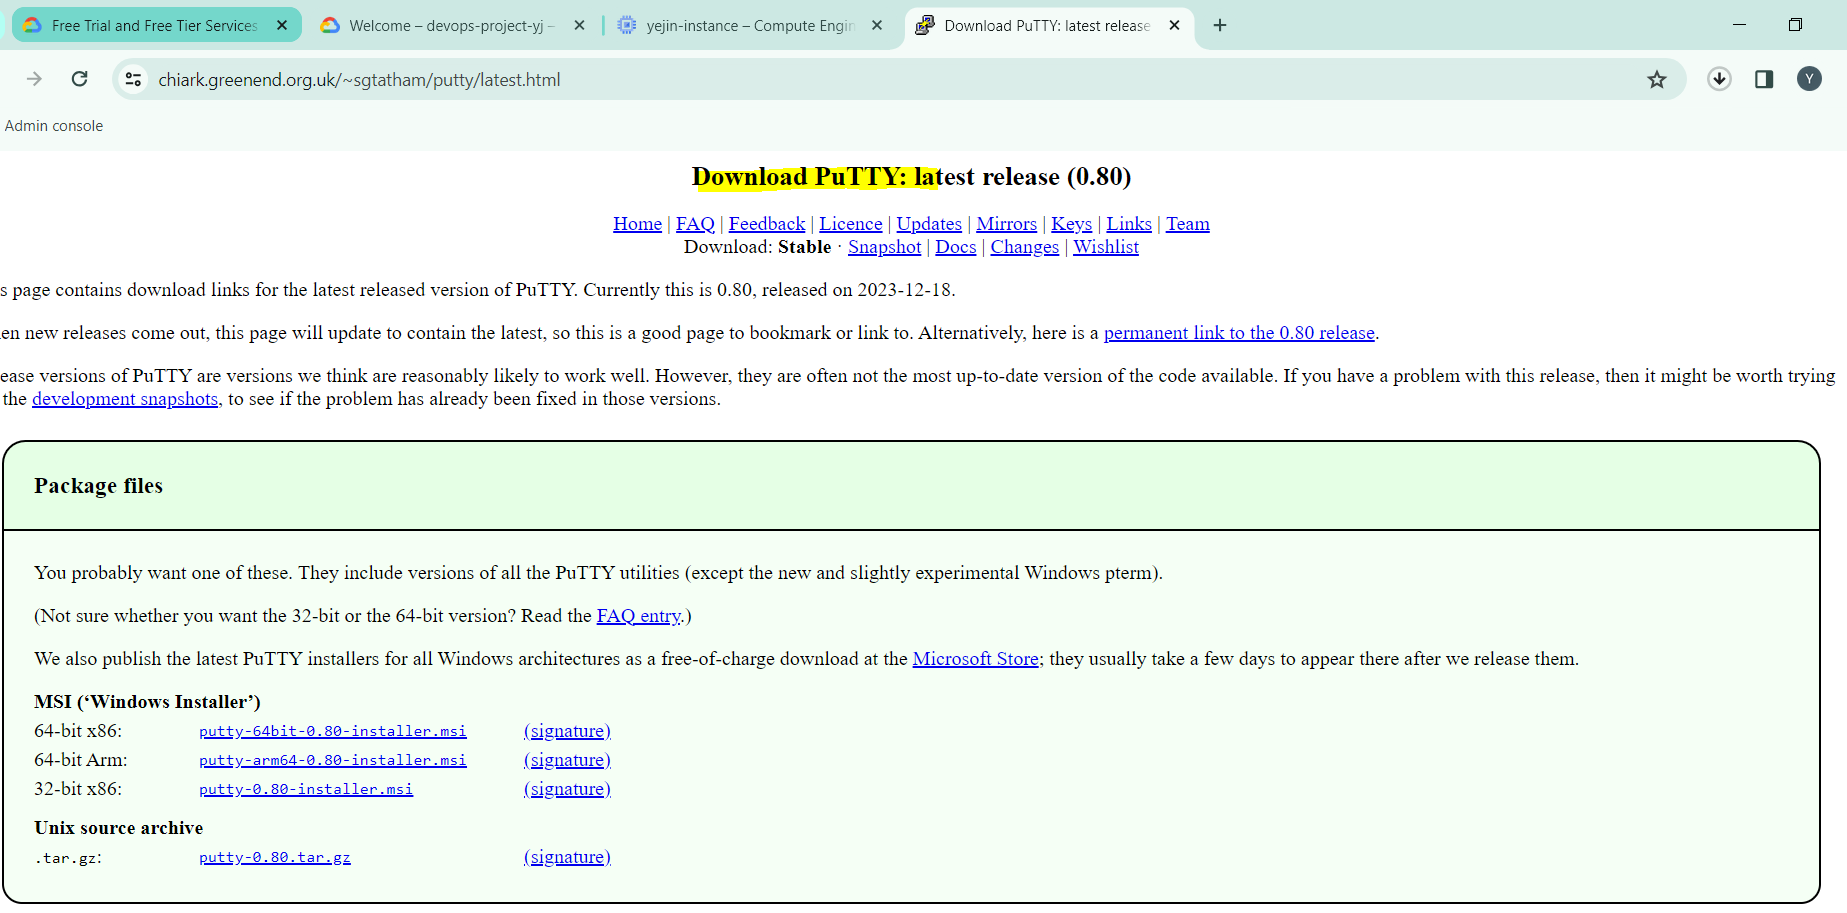 Free Trial and Free Tier Services
Welcome – devops-project-yj –
yejin-instance – Compute Engin
Download PuTTY: latest release
chiark.greenend.org.uk/~sgtatham/putty/latest.html
Y
Admin console
Download PuTTY: latest release (0.80)
Home | FAQ | Feedback | Licence | Updates | Mirrors | Keys | Links | Team
Download: Stable · Snapshot | Docs | Changes | Wishlist
s page contains download links for the latest released version of PuTTY. Currently this is 0.80, released on 2023-12-18.
en new releases come out, this page will update to contain the latest, so this is a good page to bookmark or link to. Alternatively, here is a permanent link to the 0.80 release.
ease versions of PuTTY are versions we think are reasonably likely to work well. However, they are often not the most up-to-date version of the code available. If you have a problem with this release, then it might be worth trying
the development snapshots, to see if the problem has already been fixed in those versions.
Package files
You probably want one of these. They include versions of all the PuTTY utilities (except the new and slightly experimental Windows pterm).
(Not sure whether you want the 32-bit or the 64-bit version? Read the FAQ entry.)
We also publish the latest PuTTY installers for all Windows architectures as a free-of-charge download at the Microsoft Store; they usually take a few days to appear there after we release them.
MSI (‘Windows Installer’)
64-bit x86: putty-64bit-0.80-installer.msi (signature)
64-bit Arm: putty-arm64-0.80-installer.msi (signature)
32-bit x86: putty-0.80-installer.msi (signature)
Unix source archive
.tar.gz: putty-0.80.tar.gz (signature)